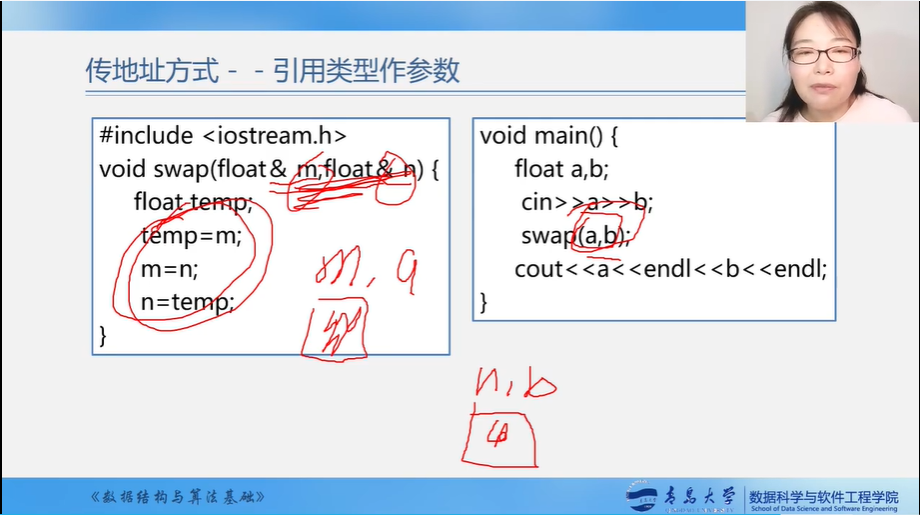 传地址方式 - - 引用类型作参数
#include <iostream.h>
void swap(float& m,float& n) {
float temp;
temp=m;
m=n;
n=temp;
}
m, a
void main() {
float a,b;
cin>>a>>b;
swap(a,b);
cout<<a<<endl<<b<<endl;
}
n, b
《数据结构与算法基础》
青岛大学
数据科学与软件工程学院
School of Data Science and Software Engineering